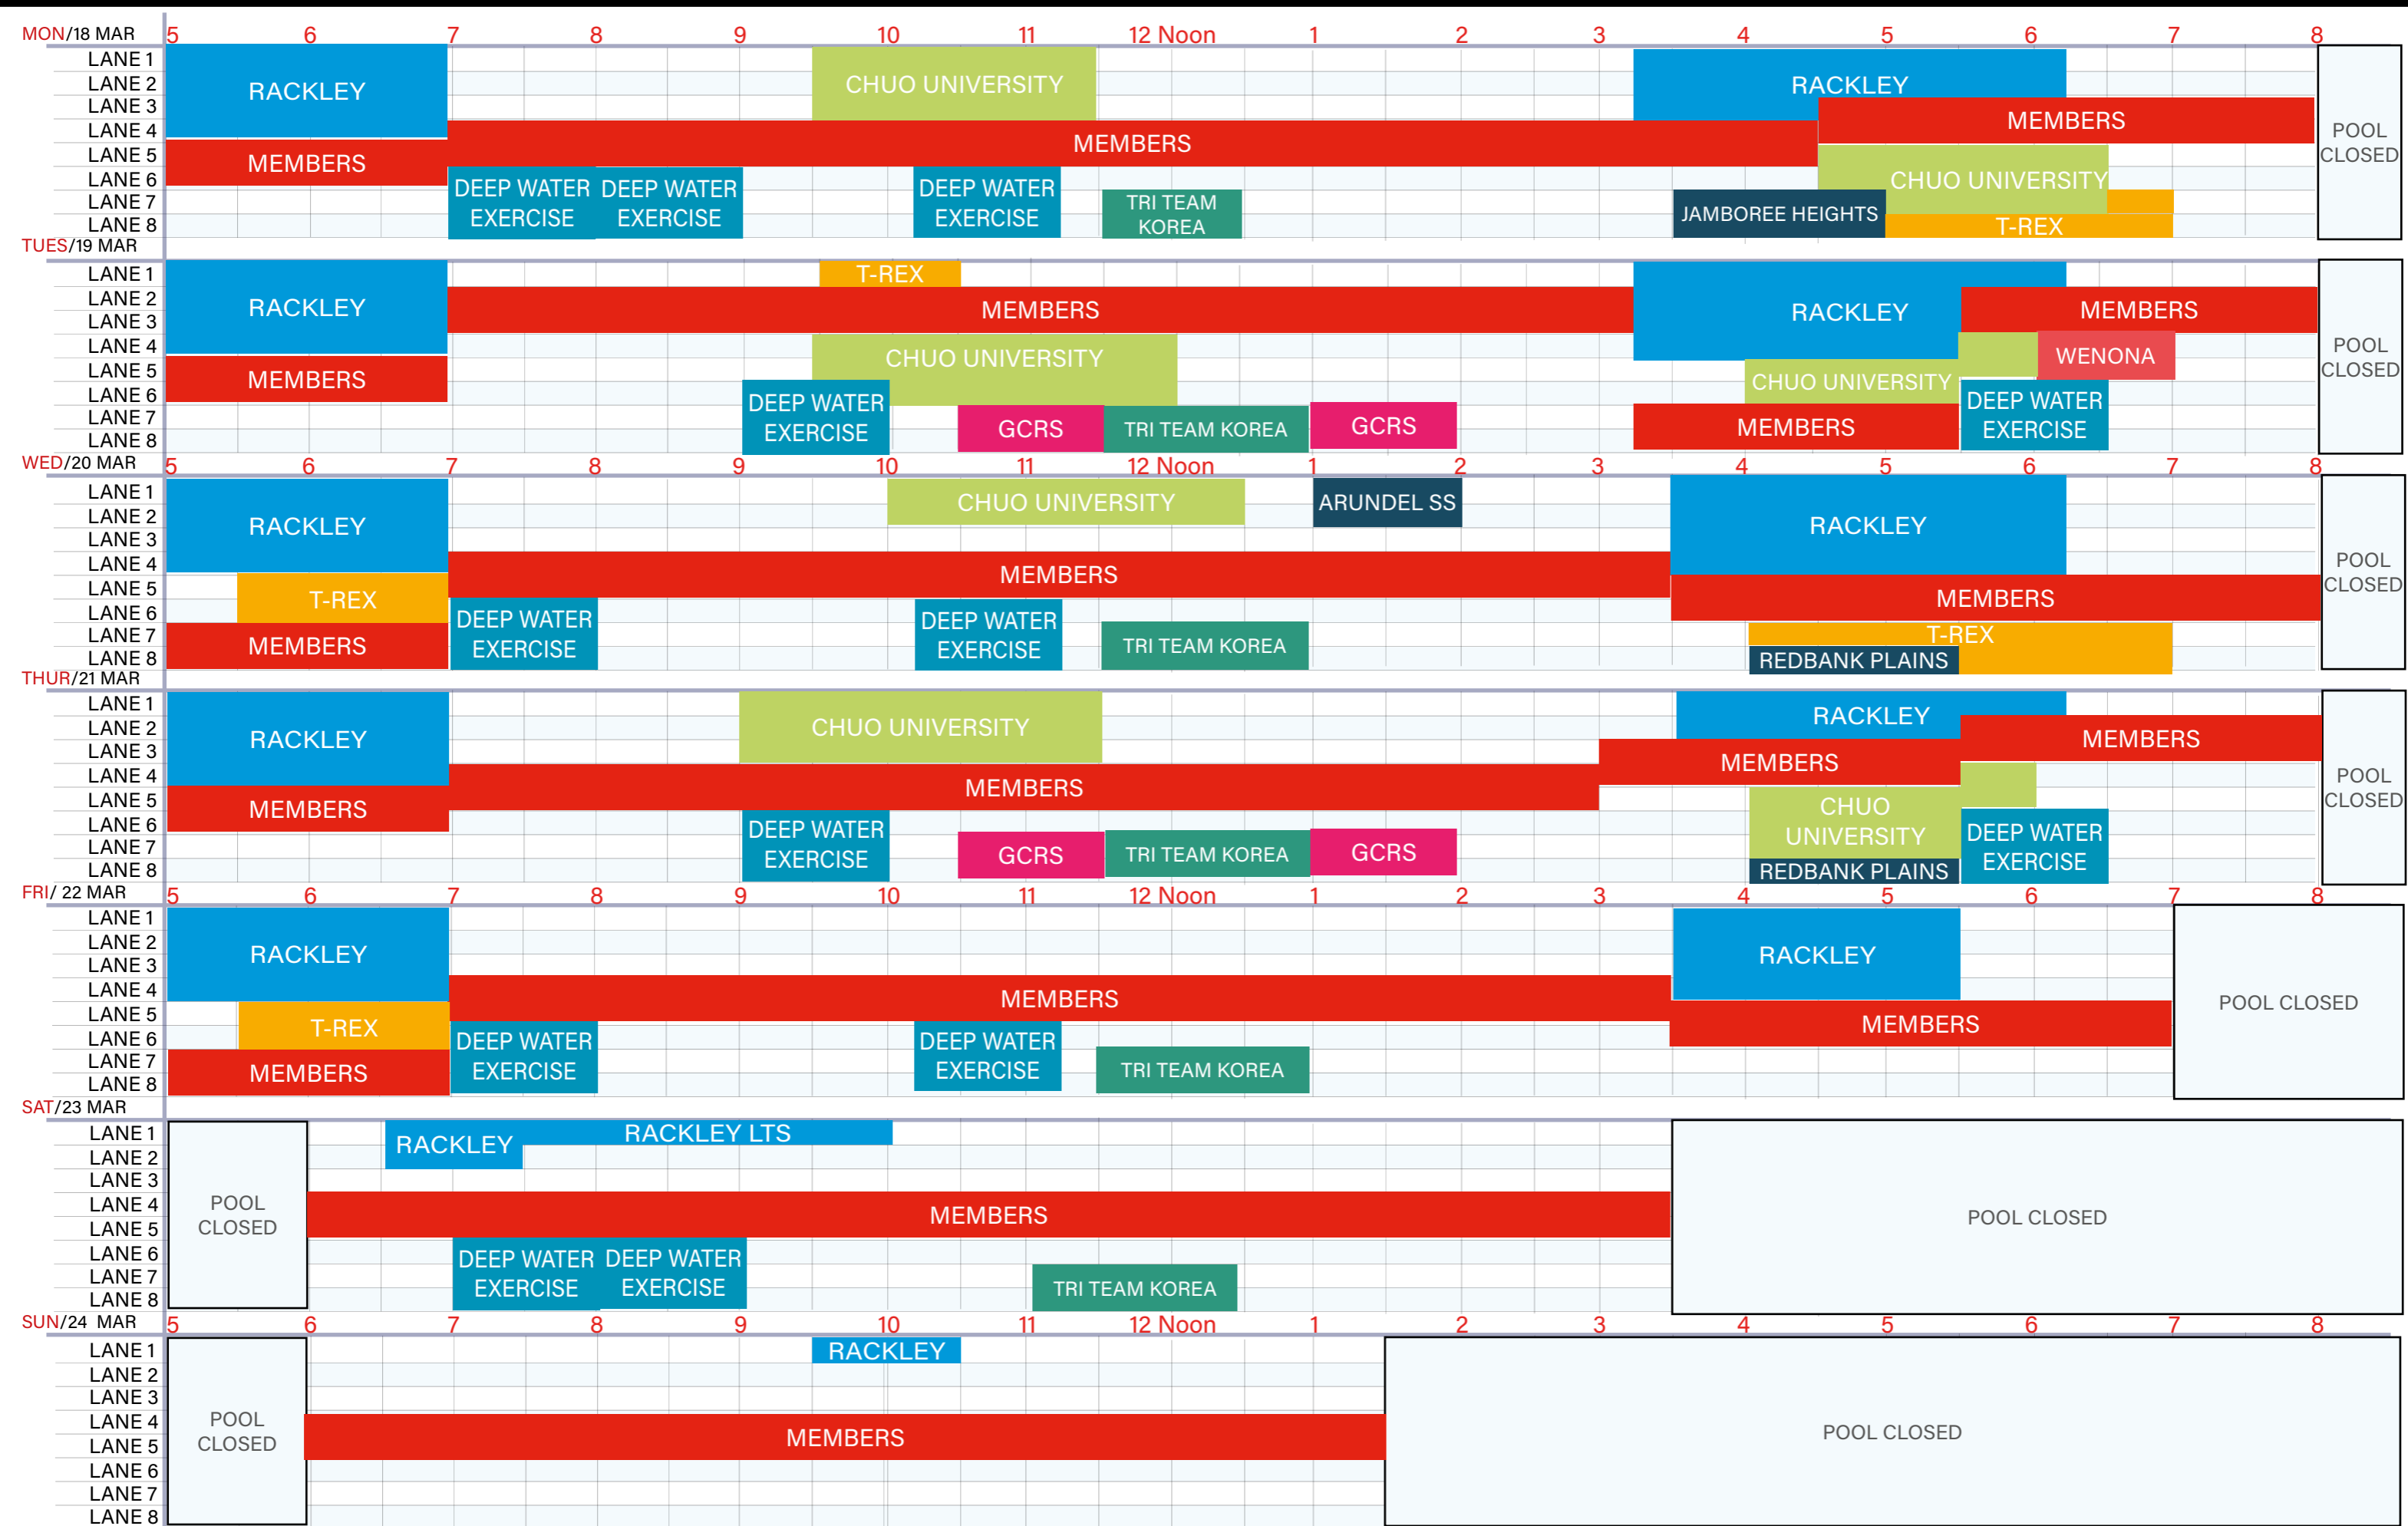 MON/18 MAR 5 6 7 8 9 10 11 12 Noon 1 2 3 4 5 6 7 8
LANE 1
LANE 2 RACKLEY CHUO UNIVERSITY RACKLEY
LANE 3
LANE 4 MEMBERS POOL
LANE 5 MEMBERS MEMBERS CLOSED
LANE 6 DEEP WATER DEEP WATER DEEP WATER CHUO UNIVERSITY
LANE 7 EXERCISE EXERCISE EXERCISE TRI TEAM JAMBOREE HEIGHTS
LANE 8 KOREA T-REX
TUES/19 MAR
LANE 1 T-REX
LANE 2 RACKLEY MEMBERS RACKLEY MEMBERS
LANE 3
LANE 4 CHUO UNIVERSITY WENONA POOL
LANE 5 MEMBERS CHUO UNIVERSITY CLOSED
LANE 6 DEEP WATER DEEP WATER
LANE 7 EXERCISE GCRS TRI TEAM KOREA GCRS MEMBERS EXERCISE
LANE 8
WED/20 MAR 5 6 7 8 9 10 11 12 Noon 1 2 3 4 5 6 7 8
LANE 1 CHUO UNIVERSITY ARUNDEL SS
LANE 2 RACKLEY RACKLEY
LANE 3
LANE 4 MEMBERS POOL
LANE 5 T-REX MEMBERS CLOSED
LANE 6 DEEP WATER DEEP WATER
LANE 7 MEMBERS EXERCISE EXERCISE TRI TEAM KOREA T-REX
LANE 8 REDBANK PLAINS
THUR/21 MAR
LANE 1 RACKLEY
LANE 2 RACKLEY CHUO UNIVERSITY MEMBERS
LANE 3 MEMBERS
LANE 4 MEMBERS POOL
LANE 5 MEMBERS CHUO CLOSED
LANE 6 DEEP WATER UNIVERSITY DEEP WATER
LANE 7 EXERCISE GCRS TRI TEAM KOREA GCRS EXERCISE
LANE 8 REDBANK PLAINS
FRI/ 22 MAR 5 6 7 8 9 10 11 12 Noon 1 2 3 4 5 6 7 8
LANE 1
LANE 2 RACKLEY RACKLEY
LANE 3
LANE 4 MEMBERS POOL CLOSED
LANE 5 T-REX MEMBERS
LANE 6 DEEP WATER DEEP WATER
LANE 7 MEMBERS EXERCISE EXERCISE TRI TEAM KOREA
LANE 8
SAT/23 MAR
LANE 1 RACKLEY RACKLEY LTS
LANE 2
LANE 3
LANE 4 POOL MEMBERS POOL CLOSED
LANE 5 CLOSED
LANE 6 DEEP WATER DEEP WATER
LANE 7 EXERCISE EXERCISE TRI TEAM KOREA
LANE 8
SUN/24 MAR 5 6 7 8 9 10 11 12 Noon 1 2 3 4 5 6 7 8
LANE 1 RACKLEY
LANE 2
LANE 3
LANE 4 POOL MEMBERS POOL CLOSED
LANE 5 CLOSED
LANE 6
LANE 7
LANE 8